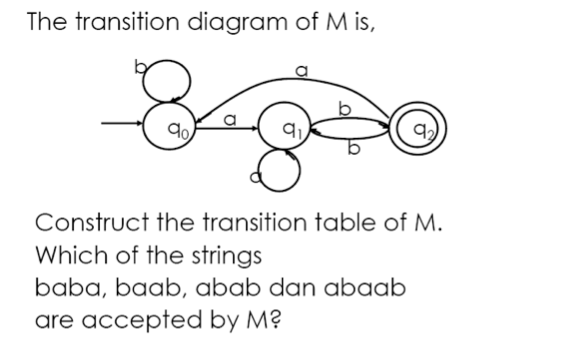 The transition diagram of M is,
b
a
b
q₀
a
q₁
q₂
b
a
Construct the transition table of M.
Which of the strings
baba, baab, abab dan abaab
are accepted by M?